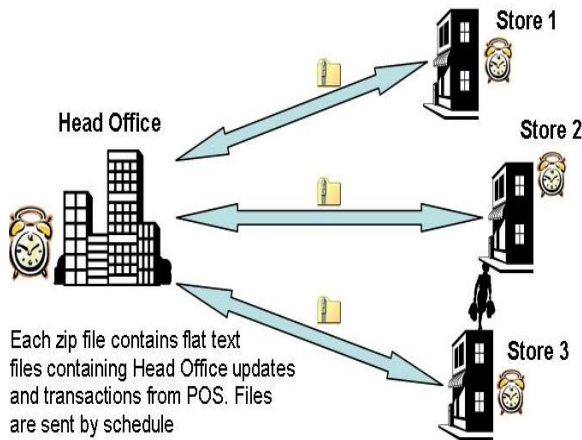 Store 1
Head Office
Store 2
Store 3
Each zip file contains flat text
files containing Head Office updates
and transactions from POS. Files
are sent by schedule